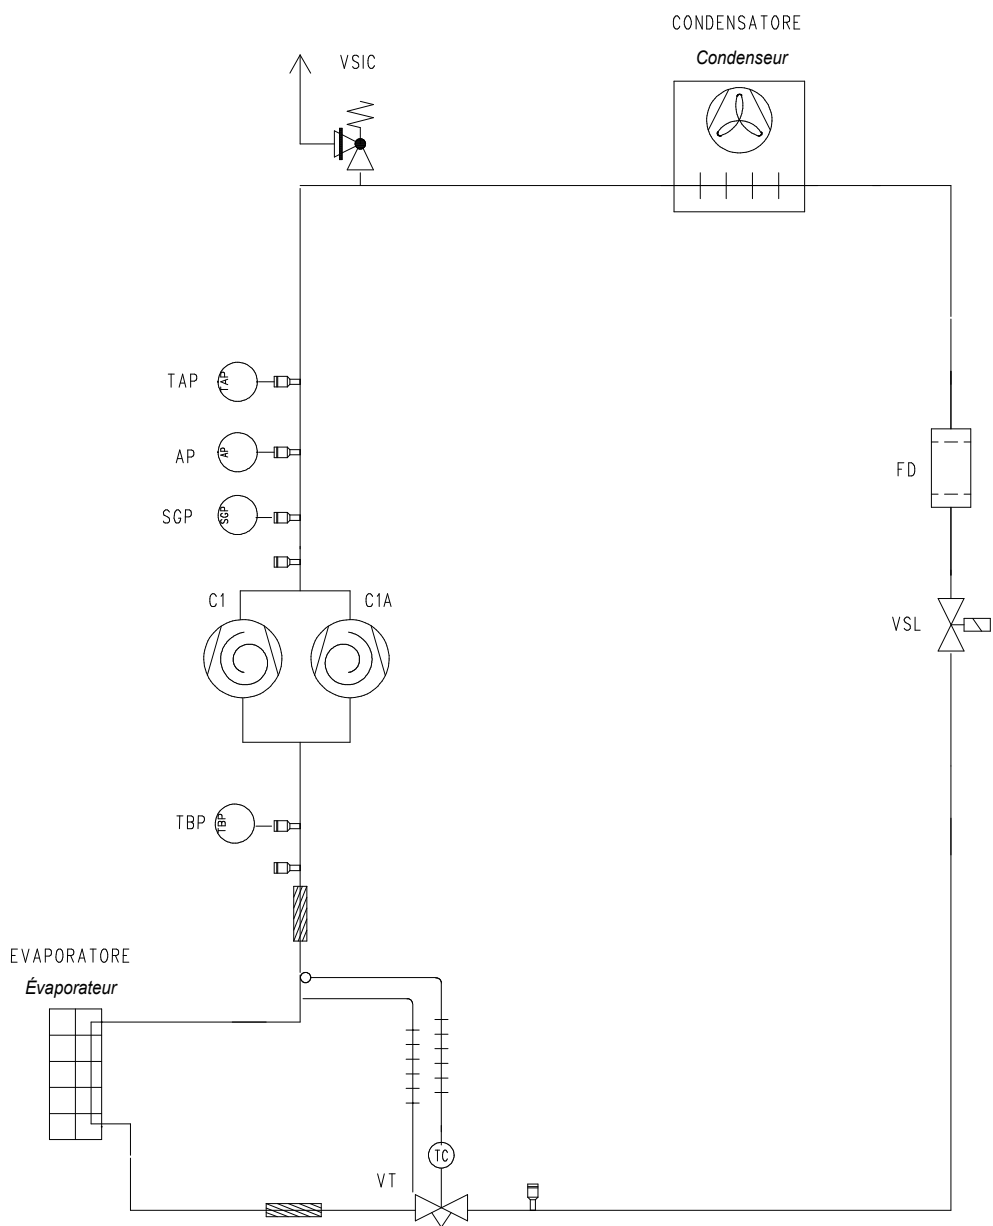 CONDENSATORE
Condenseur
VSIC
TAP TAP
AP AP
FD
SGP SGP
C1 C1A
VSL
TBP TBP
EVAPORATORE
Évaporateur
TC
VT